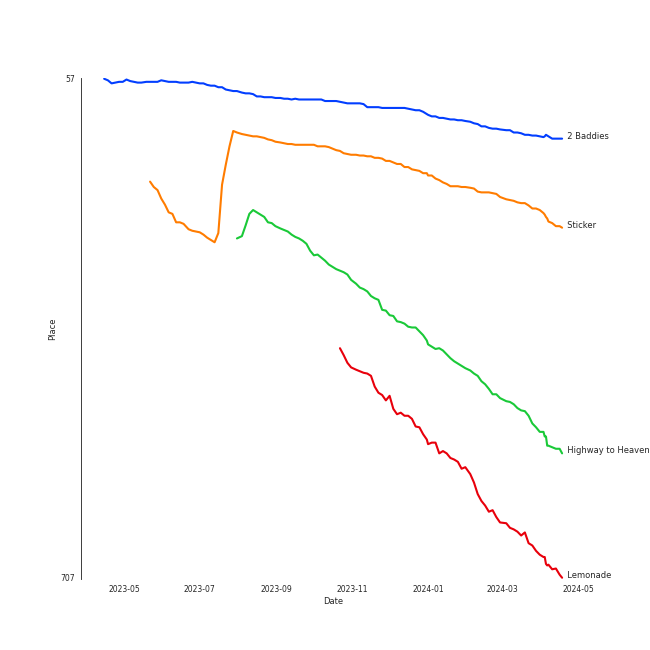 57
2 Baddies
Sticker
Place
Highway to Heaven
Lemonade
707
2023-05 2023-07 2023-09 2023-11 2024-01 2024-03 2024-05
Date